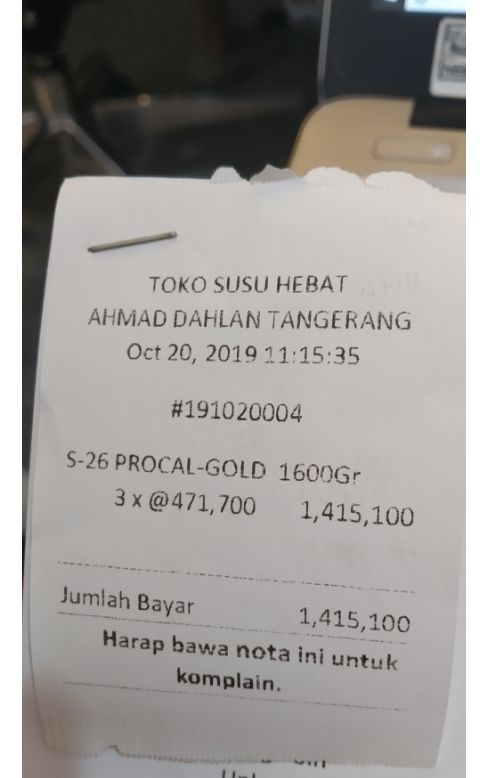 TOKO SUSU HEBAT
AHMAD DAHLAN TANGERANG
Oct 20, 2019 11:15:35
#191020004
S-26 PROCAL-GOLD 1600Gr
3 x @471,700 1,415,100
Jumlah Bayar 1,415,100
Harap bawa nota ini untuk
komplain.